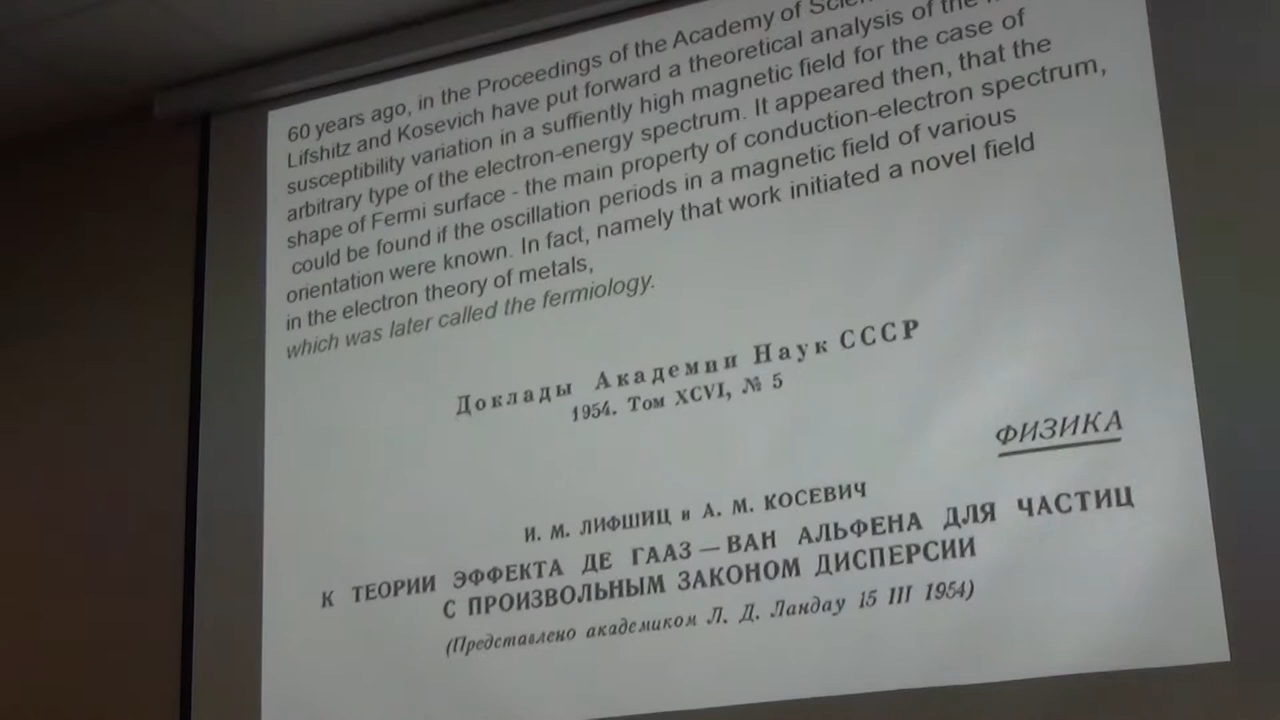 60 years ago, in the Proceedings of the Academy of
Lifshitz and Kosevich have put forward a theoretical analysis of the
susceptibility variation in a suffiently high magnetic field for the case of
arbitrary type of the electron-energy spectrum. It appeared then, that the
shape of Fermi surface - the main property of conduction-electron spectrum,
could be found if the oscillation periods in a magnetic field of various
orientation were known. In fact, namely that work initiated a novel field
in the electron theory of metals,
which was later called the fermiology.
Доклады Академии Наук СССР
1954. Том XCVI, № 5
ФИЗИКА
И. М. ЛИФШИЦ и А. М. КОСЕВИЧ
К ТЕОРИИ ЭФФЕКТА ДЕ ГААЗ — ВАН АЛЬФЕНА ДЛЯ ЧАСТИЦ
С ПРОИЗВОЛЬНЫМ ЗАКОНОМ ДИСПЕРСИИ
(Представлено академиком Л. Д. Ландау 15 III 1954)